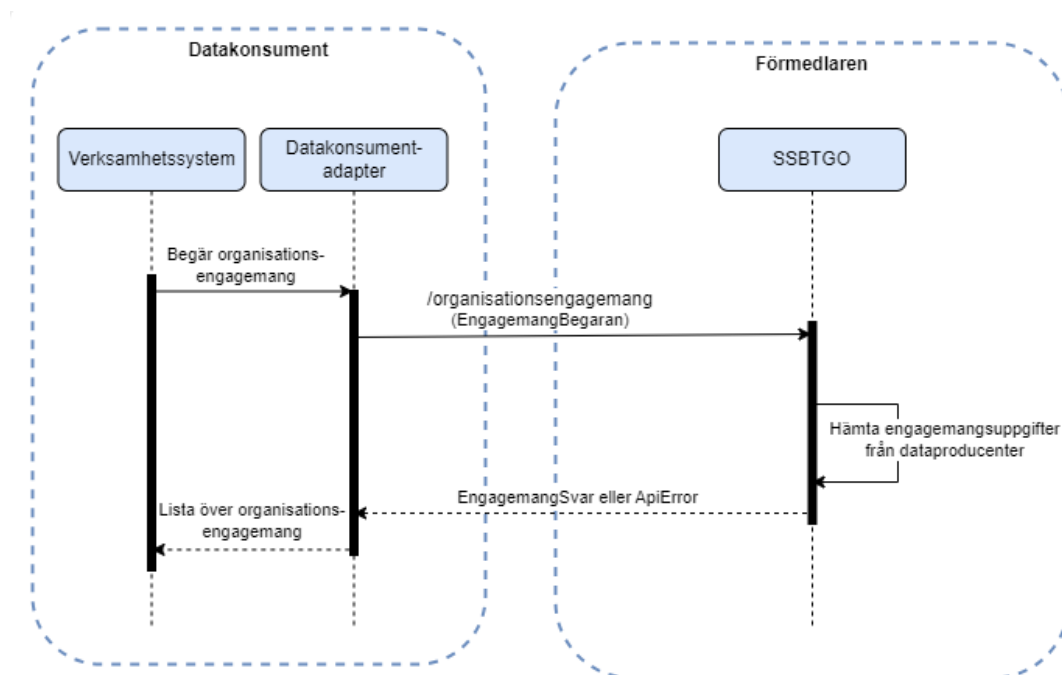 Datakonsument
Förmedlaren
Verksamhetssystem
Datakonsument-
adapter
SSBTGO
Begär organisations-
engagemang
/organisationsengagemang
(EngagemangBegaran)
Hämta engagemangsuppgifter
från dataproducenter
EngagemangSvar eller ApiError
Lista över organisations-
engagemang